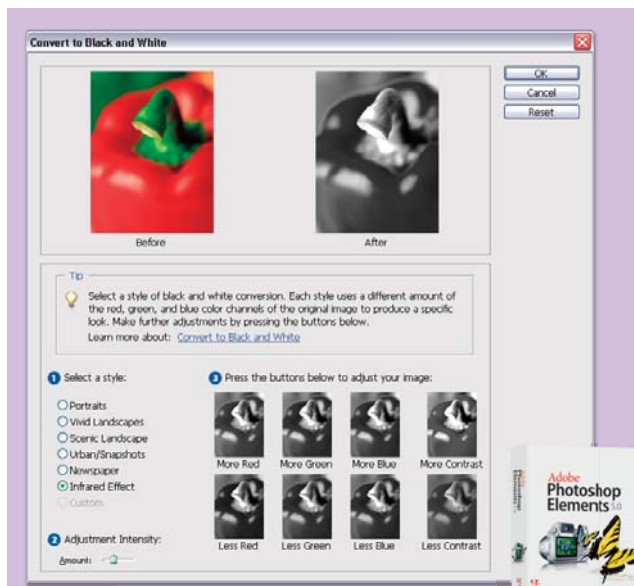 Convert to Black and White
OK
Cancel
Reset
Before
After
Tip
Select a style of black and white conversion. Each style uses a different amount of
the red, green, and blue color channels of the original image to produce a specific
look. Make further adjustments by pressing the buttons below.
Learn more about: Convert to Black and White
1 Select a style:
Portraits
Vivid Landscapes
Scenic Landscape
Urban/Snapshots
Newspaper
Infrared Effect
Custom
2 Adjustment Intensity:
Amount:
3 Press the buttons below to adjust your image:
More Red More Green More Blue More Contrast
Less Red Less Green Less Blue Less Contrast
Adobe
Photoshop
Elements 5.0